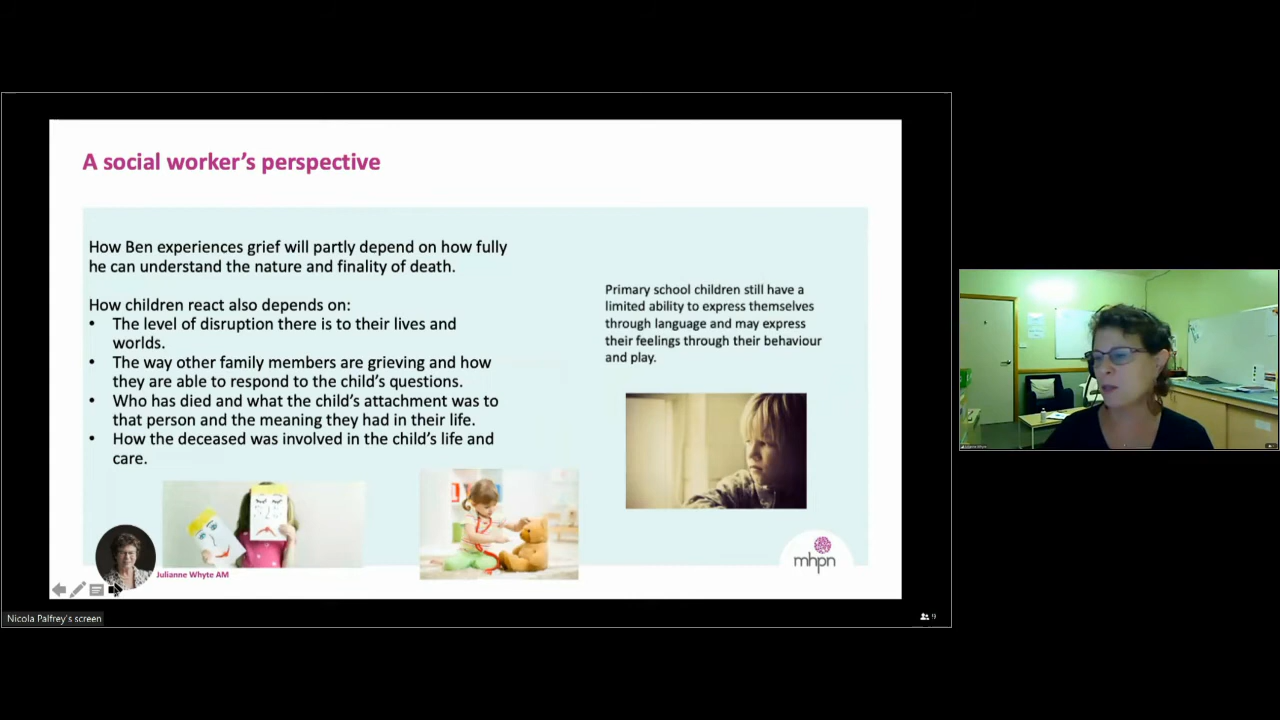 A social worker's perspective
How Ben experiences grief will partly depend on how fully
he can understand the nature and finality of death.
How children react also depends on:
• The level of disruption there is to their lives and
worlds.
• The way other family members are grieving and how
they are able to respond to the child's questions.
• Who has died and what the child's attachment was to
that person and the meaning they had in their life.
• How the deceased was involved in the child's life and
care.
Primary school children still have a
limited ability to express themselves
through language and may express
their feelings through their behaviour
and play.
Julianne Whyte AM
mhpn
Nicola Palfrey's screen
9